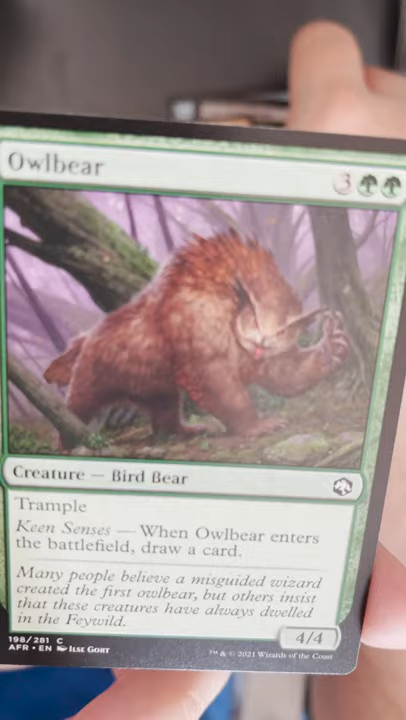 Owlbear 3
Creature — Bird Bear
Trample
Keen Senses — When Owlbear enters
the battlefield, draw a card.
Many people believe a misguided wizard
created the first owlbear, but others insist
that these creatures have always dwelled
in the Feywild.
4/4
198/281 C
AFR • EN ILSE GORT ™ & © 2021 Wizards of the Coast